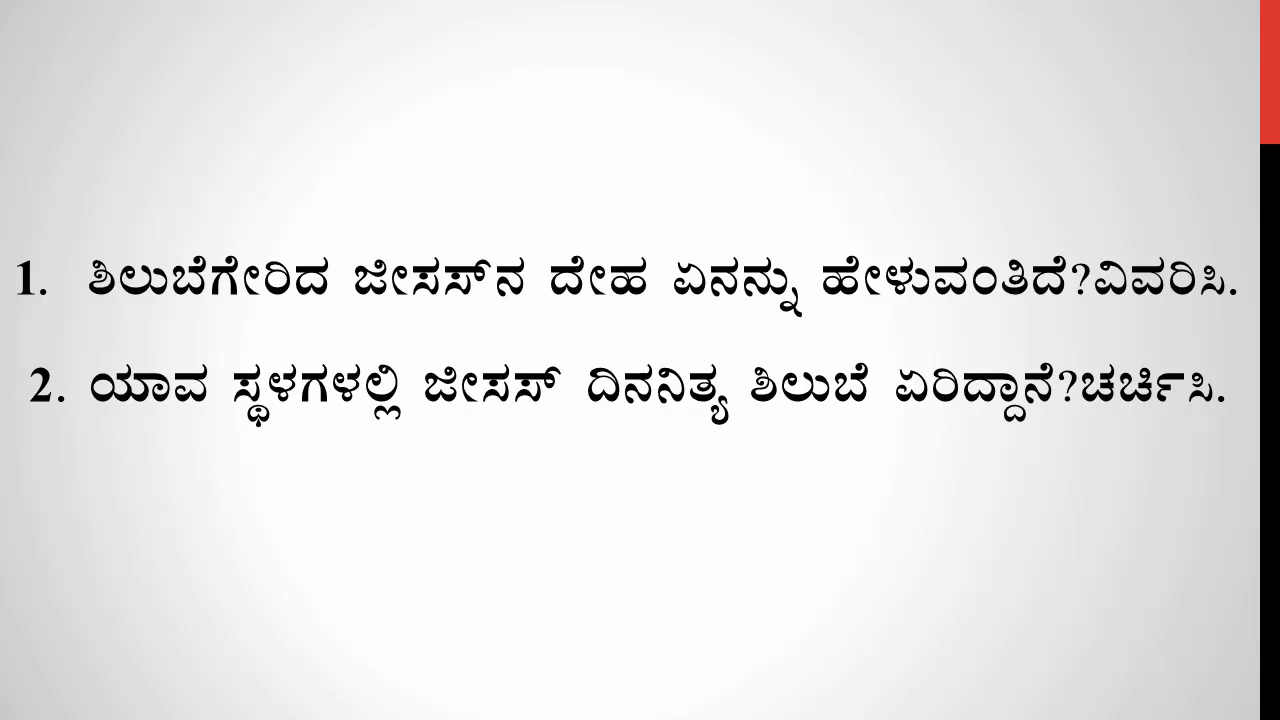 1. ಶಿಲುಬೆಗೇರಿದ ಜೀಸಸ್‌ನ ದೇಹ ಏನನ್ನು ಹೇಳುವಂತಿದೆ?ವಿವರಿಸಿ.
2. ಯಾವ ಸ್ಥಳಗಳಲ್ಲಿ ಜೀಸಸ್ ದಿನನಿತ್ಯ ಶಿಲುಬೆ ಏರಿದ್ದಾನೆ?ಚರ್ಚಿಸಿ.